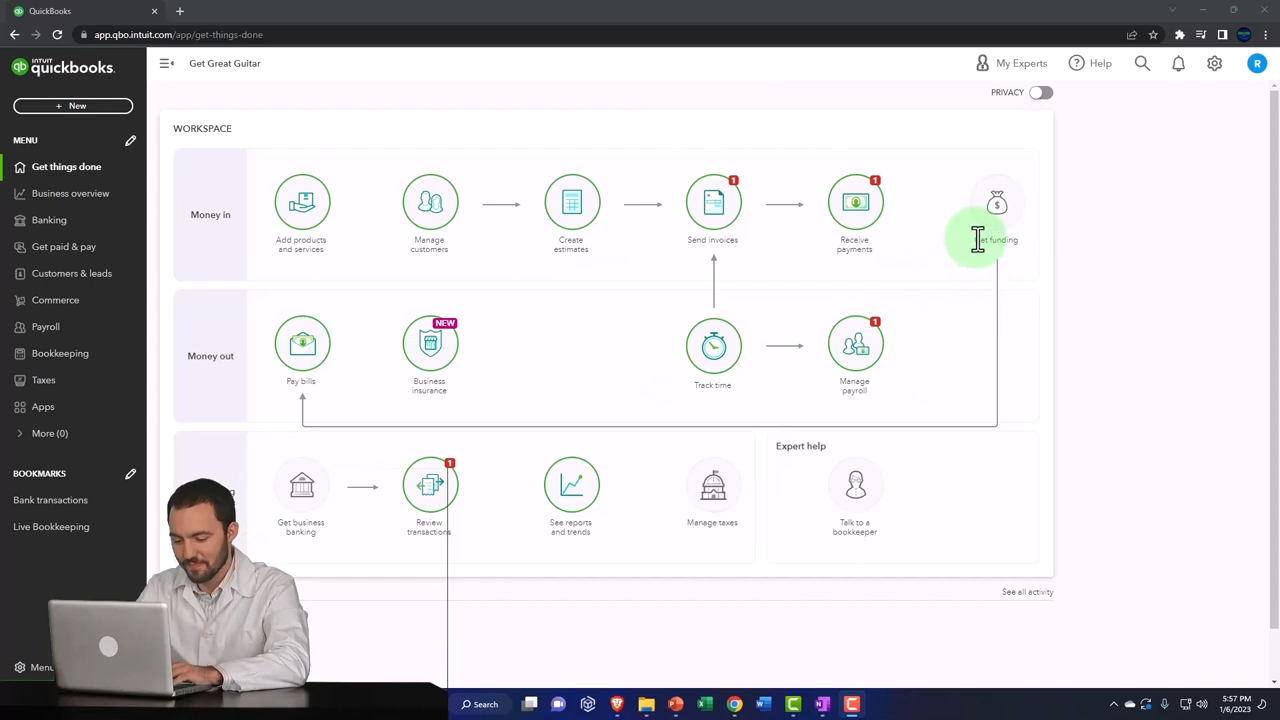 QuickBooks
app.qbo.intuit.com/app/get-things-done
INTUIT
quickbooks.
Get Great Guitar
My Experts
Help
R
+ New
PRIVACY
MENU
WORKSPACE
Get things done
Business overview
Banking
Get paid & pay
Customers & leads
Commerce
Payroll
Bookkeeping
Taxes
Apps
More (0)
BOOKMARKS
Bank transactions
Live Bookkeeping
Menu
Money in
1
1
Add products
and services
Manage
customers
Create
estimates
Send invoices
Receive
payments
funding
Money out
NEW
1
Pay bills
Business
insurance
Track time
Manage
payroll
1
Expert help
Get business
banking
Review
transactions
See reports
and trends
Manage taxes
Talk to a
bookkeeper
See all activity
Search
5:57 PM
1/6/2023